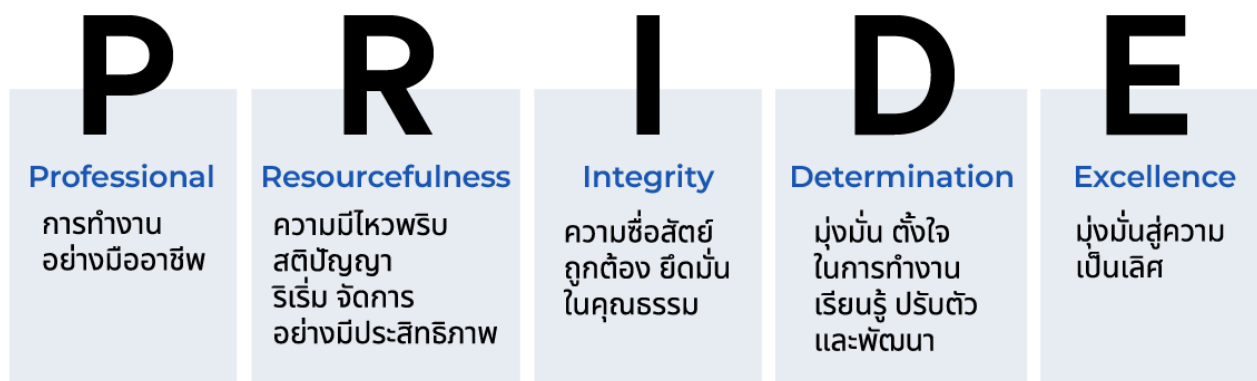 P
Professional
การทำงาน
อย่างมืออาชีพ
R
Resourcefulness
ความมีไหวพริบ
สติปัญญา
ริเริ่ม จัดการ
อย่างมีประสิทธิภาพ
I
Integrity
ความซื่อสัตย์
ถูกต้อง ยึดมั่น
ในคุณธรรม
D
Determination
มุ่งมั่น ตั้งใจ
ในการทำงาน
เรียนรู้ ปรับตัว
และพัฒนา
E
Excellence
มุ่งมั่นสู่ความ
เป็นเลิศ